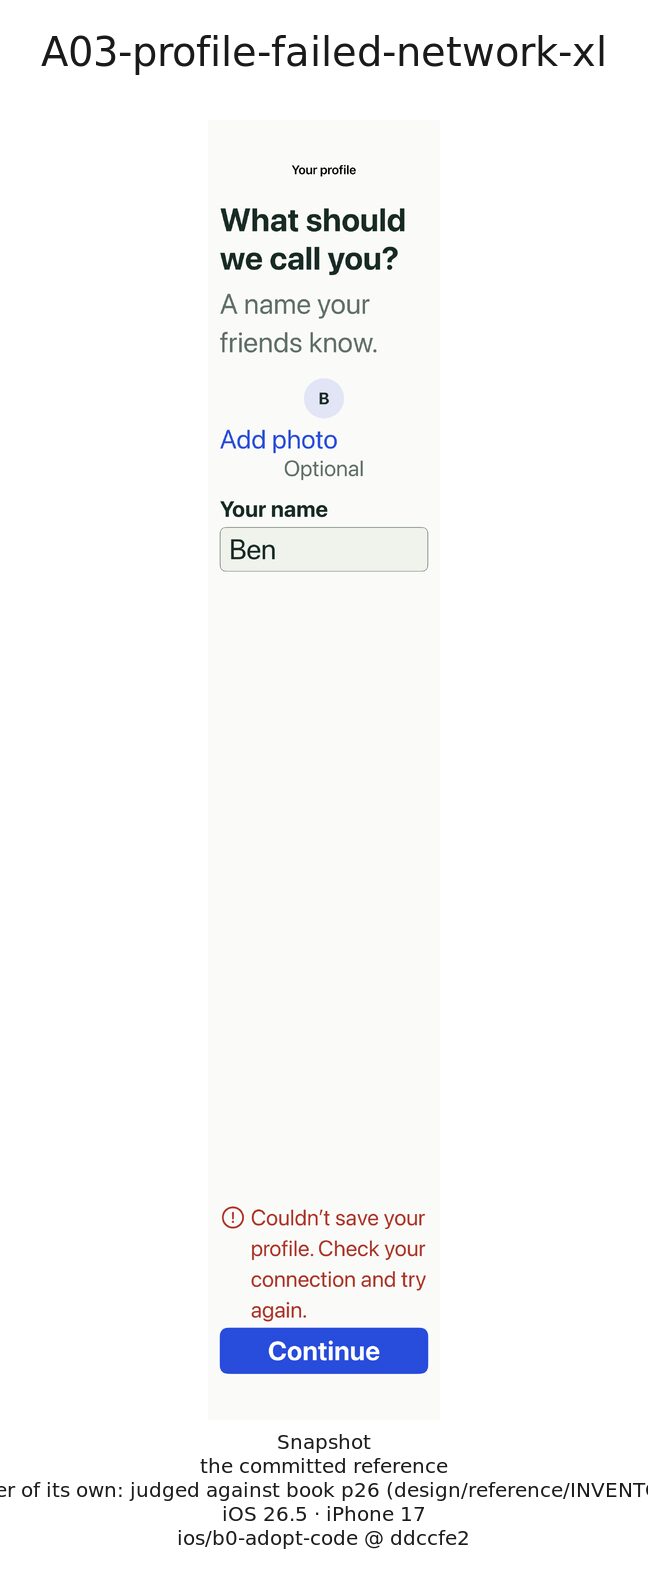 A03-profile-failed-network-xl
Your profile
What should
we call you?
A name your
friends know.
B
Add photo
Optional
Your name
Ben
Couldn’t save your
profile. Check your
connection and try
again.
Continue
Snapshot
the committed reference
of its own: judged against book p26 (design/reference/
iOS 26.5 · iPhone 17
ios/b0-adopt-code @ ddccfe2